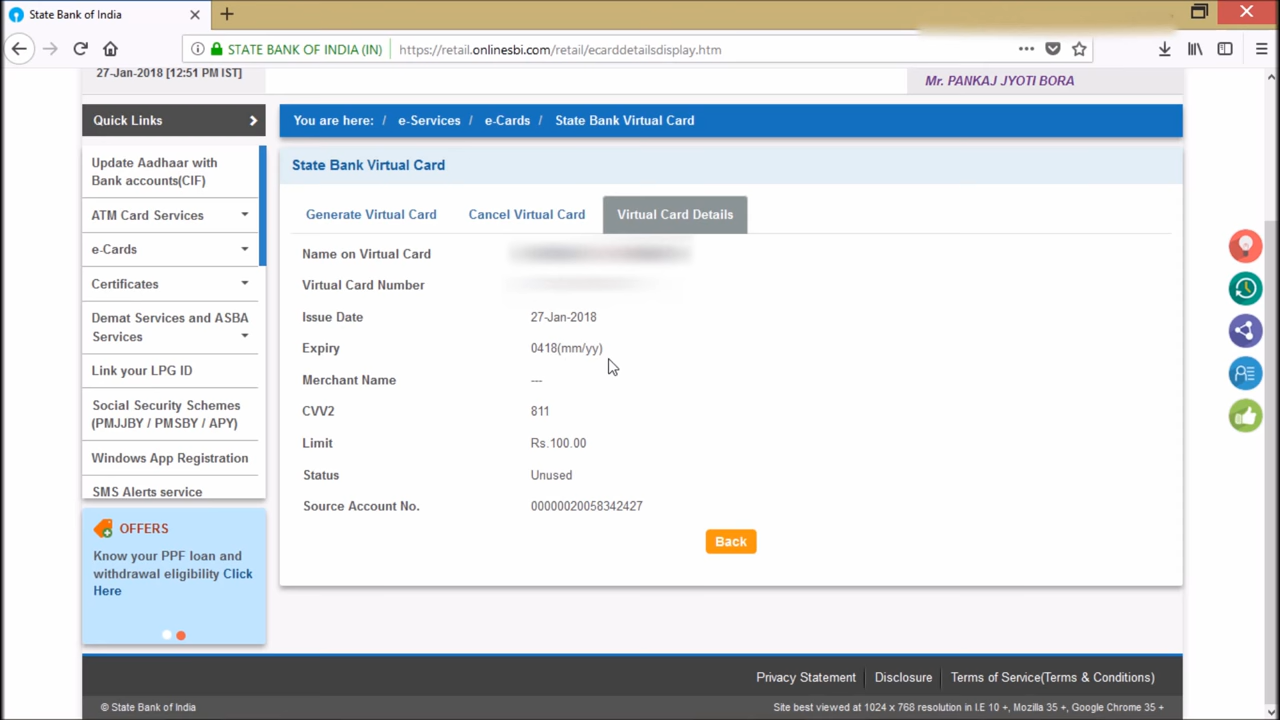 State Bank of India
STATE BANK OF INDIA (IN)
https://retail.onlinesbi.com/retail/ecarddetailsdisplay.htm
27-Jan-2018 [12:51 PM IST]
Mr. PANKAJ JYOTI BORA
Quick Links
You are here: / e-Services / e-Cards / State Bank Virtual Card
Update Aadhaar with
Bank accounts(CIF)
ATM Card Services
e-Cards
Certificates
Demat Services and ASBA
Services
Link your LPG ID
Social Security Schemes
(PMJJBY / PMSBY / APY)
Windows App Registration
SMS Alerts service
OFFERS
Know your PPF loan and
withdrawal eligibility Click
Here
State Bank Virtual Card
Generate Virtual Card Cancel Virtual Card Virtual Card Details
Name on Virtual Card
Virtual Card Number
Issue Date 27-Jan-2018
Expiry 0418(mm/yy)
Merchant Name ---
CVV2 811
Limit Rs.100.00
Status Unused
Source Account No. 00000020058342427
Back
Privacy Statement Disclosure Terms of Service(Terms & Conditions)
© State Bank of India
Site best viewed at 1024 x 768 resolution in I.E 10 +, Mozilla 35 +, Google Chrome 35 +